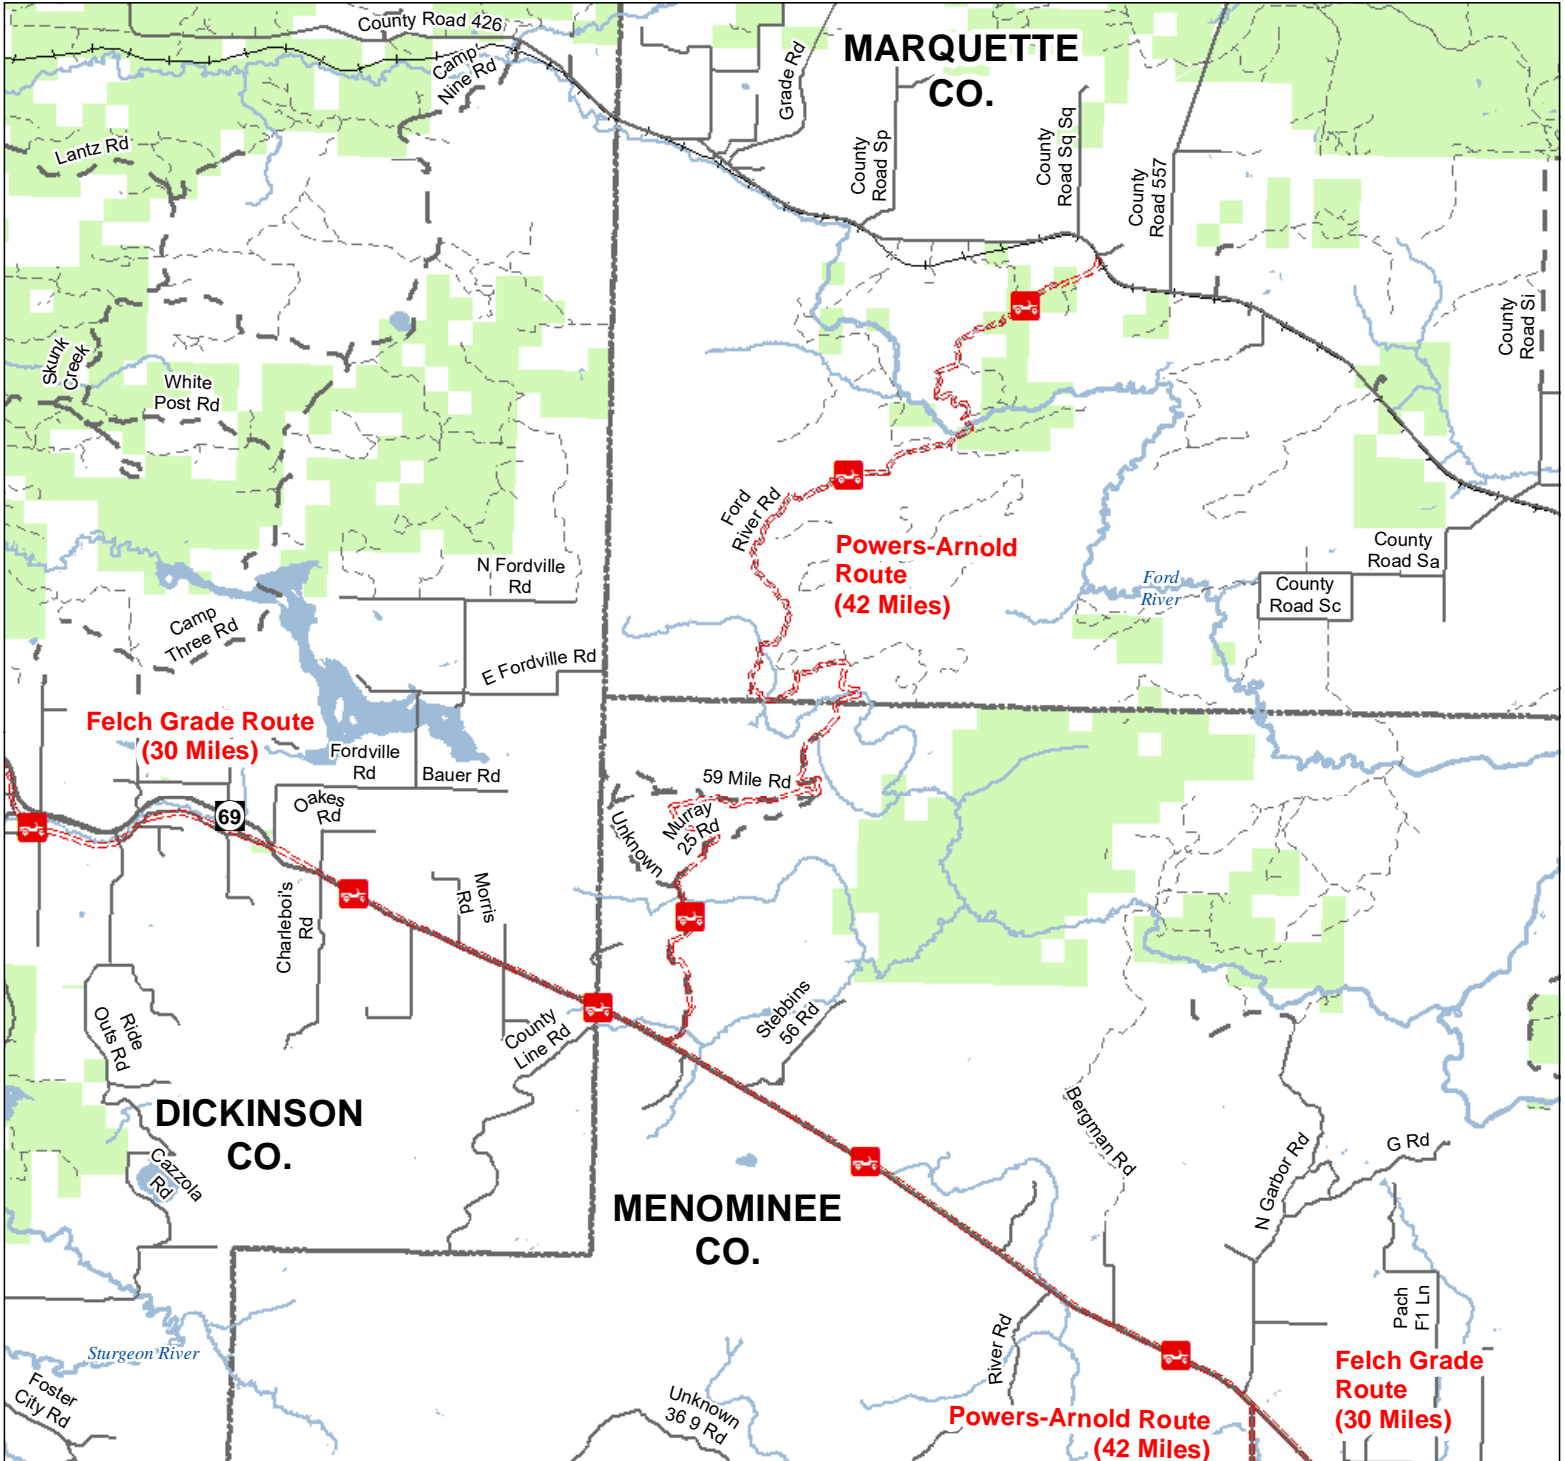 County Road 426
Camp
Nine Rd
Grade Rd
MARQUETTE
CO.
Lantz Rd
County
Road Sp
County
Road Sq Sq
County
Road 557
Skunk
Creek
White
Post Rd
County
Road Si
Ford
River Rd
Powers-Arnold
Route
(42 Miles)
N Fordville
Rd
County
Road Sa
Ford
River
County
Road Sc
Camp
Three Rd
E Fordville Rd
Felch Grade Route
(30 Miles)
Fordville
Rd
Bauer Rd
59 Mile Rd
Oakes
Rd
69
Murray
25 Rd
Unknown
Charleboi's
Rd
Morris
Rd
Ride
Outs Rd
County
Line Rd
Stebbins
56 Rd
DICKINSON
CO.
Bergman Rd
N Garbor Rd
G Rd
Cazzola
Rd
MENOMINEE
CO.
Pach
F1 Ln
River Rd
Sturgeon River
Foster
City Rd
Unknown
36 9 Rd
Felch Grade
Route
(30 Miles)
Powers-Arnold Route
(42 Miles)